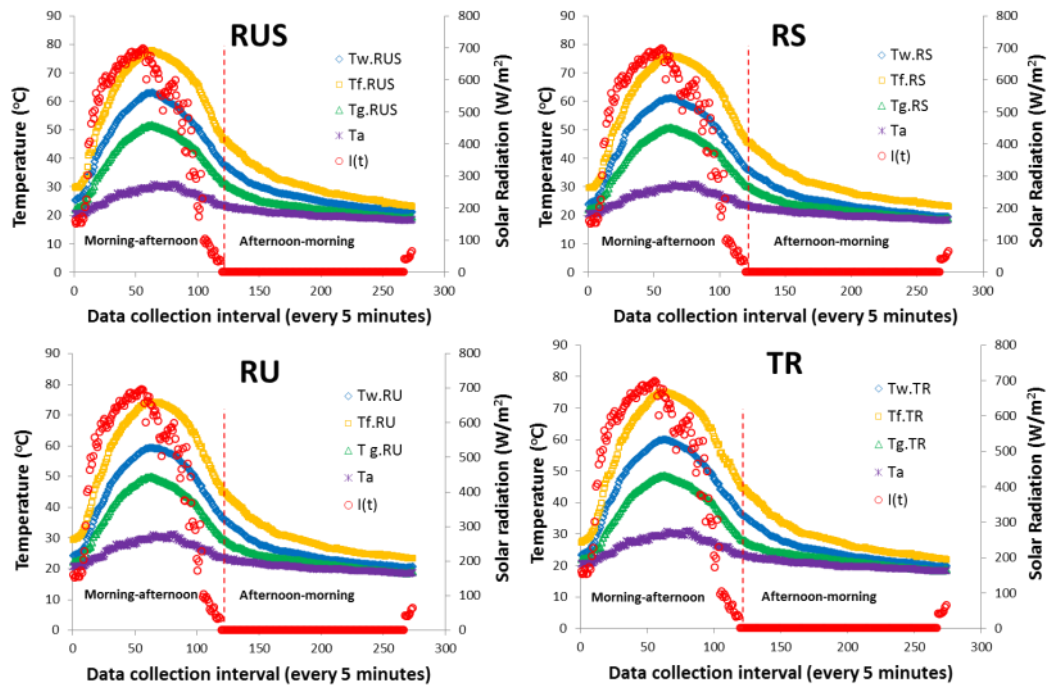 RUS
Temperature (°C)
90
80
70
60
50
40
30
20
10
0
800
700
600
500
400
300
200
100
0
Solar Radiation (W/m²)
Tw.RUS
Tf.RUS
Tg.RUS
Ta
I(t)
Morning-afternoon
Afternoon-morning
0 50 100 150 200 250 300
Data collection interval (every 5 minutes)
RS
Temperature (°C)
90
80
70
60
50
40
30
20
10
0
800
700
600
500
400
300
200
100
0
Solar Radiation (W/m²)
Tw.RS
Tf.RS
Tg.RS
Ta
I(t)
Morning-afternoon
Afternoon-morning
0 50 100 150 200 250 300
Data collection interval (every 5 minutes)
RU
Temperature (°C)
90
80
70
60
50
40
30
20
10
0
800
700
600
500
400
300
200
100
0
Solar radiation (W/m²)
Tw.RU
Tf.RU
T g.RU
Ta
I(t)
Morning-afternoon
Afternoon-morning
0 50 100 150 200 250 300
Data collection interval (every 5 minutes)
TR
Temperature (°C)
90
80
70
60
50
40
30
20
10
0
800
700
600
500
400
300
200
100
0
Solar radiation (W/m²)
Tw.TR
Tf.TR
Tg.TR
Ta
I(t)
Morning-afternoon
Afternoon-morning
0 50 100 150 200 250 300
Data collection interval (every 5 minutes)